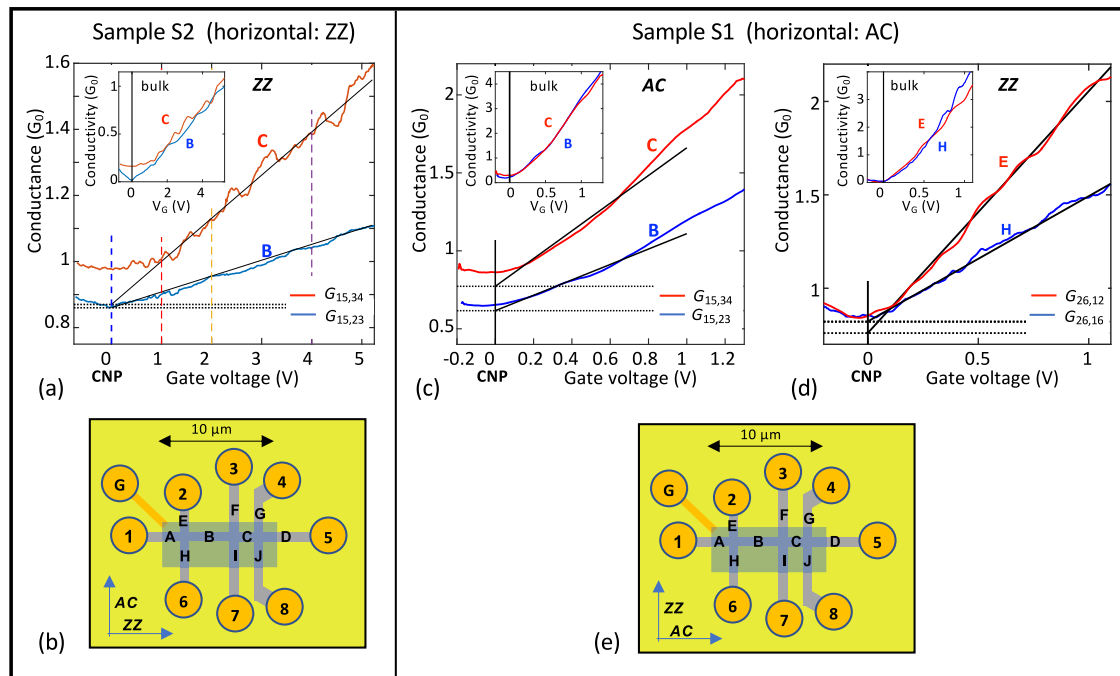 Sample S2 (horizontal: ZZ)
Sample S1 (horizontal: AC)
1.6
1.4
1.2
1
0.8
Conductance (G₀)
ZZ
C
B
G₁₅,₃₄
G₁₅,₂₃
0 1 2 3 4 5
CNP
Gate voltage (V)
(a)
bulk
1
0.5
0
Conductivity (G₀)
C
B
0 2 4
V_G (V)
2
1.5
1
0.5
Conductance (G₀)
AC
C
B
G₁₅,₃₄
G₁₅,₂₃
-0.2 0 0.2 0.4 0.6 0.8 1.0 1.2
CNP
Gate voltage (V)
(c)
bulk
4
3
2
1
0
Conductivity (G₀)
C
B
0 0.5 1
V_G (V)
2
1.5
1
Conductance (G₀)
ZZ
E
H
G₂₆,₁₂
G₂₆,₁₆
0 0.5 1
CNP
Gate voltage (V)
(d)
bulk
3
2
1
0
Conductivity (G₀)
E
H
0 0.5 1
V_G (V)
10 μm
G 2 3 4
E F G
1 A B C D 5
H I J
6 7 8
AC
ZZ
(b)
10 μm
G 2 3 4
E F G
1 A B C D 5
H I J
6 7 8
ZZ
AC
(e)